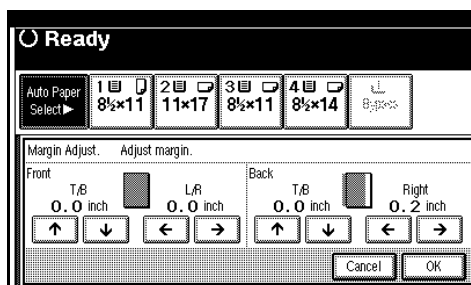 Ready
Auto Paper Select▶
1 8½×11
2 11×17
3 8½×11
4 8½×14
Margin Adjust. Adjust margin.
Front
T/B
0.0 inch
L/R
0.0 inch
Back
T/B
0.0 inch
Right
0.2 inch
Cancel
OK